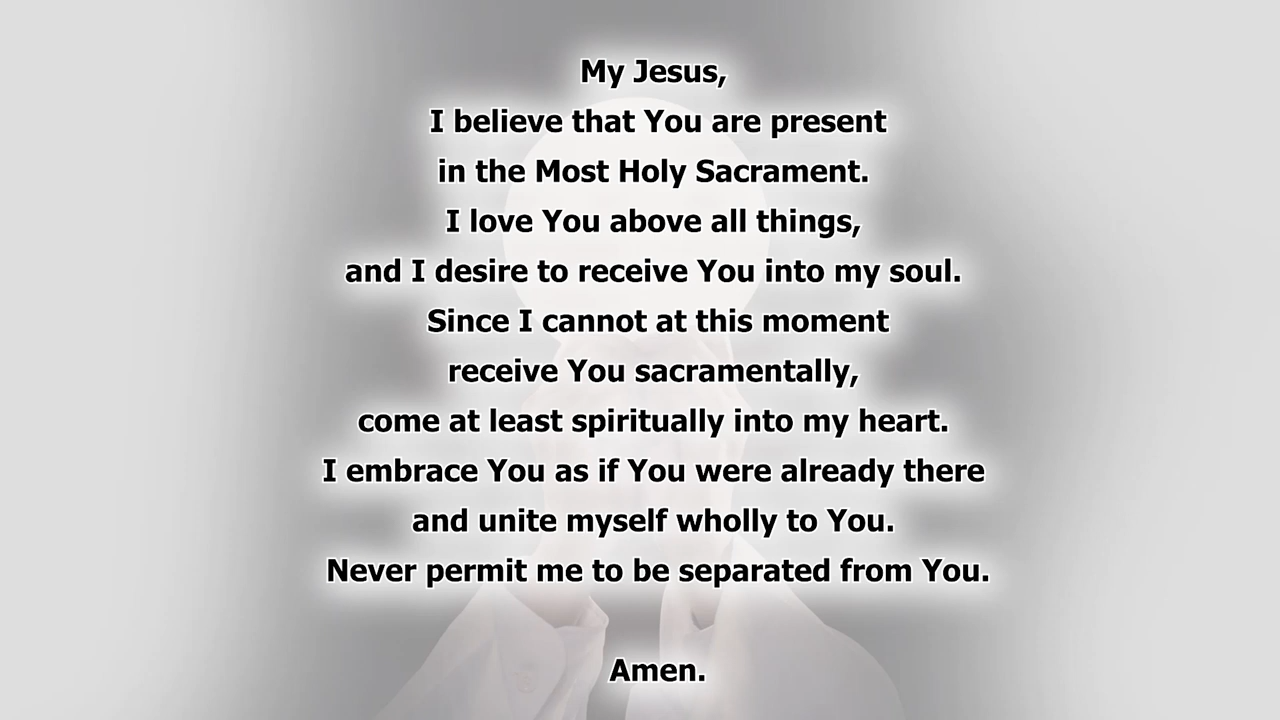 My Jesus,
I believe that You are present
in the Most Holy Sacrament.
I love You above all things,
and I desire to receive You into my soul.
Since I cannot at this moment
receive You sacramentally,
come at least spiritually into my heart.
I embrace You as if You were already there
and unite myself wholly to You.
Never permit me to be separated from You.
Amen.